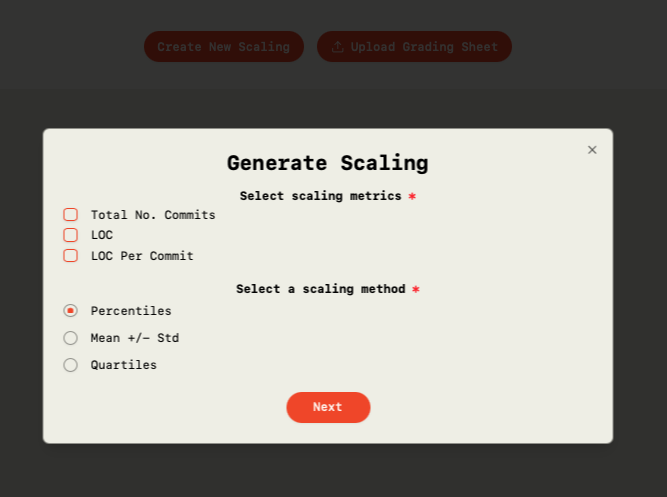 Create New Scaling
Upload Grading Sheet
Generate Scaling
Select scaling metrics *
Total No. Commits
LOC
LOC Per Commit
Select a scaling method *
Percentiles
Mean +/- Std
Quartiles
Next